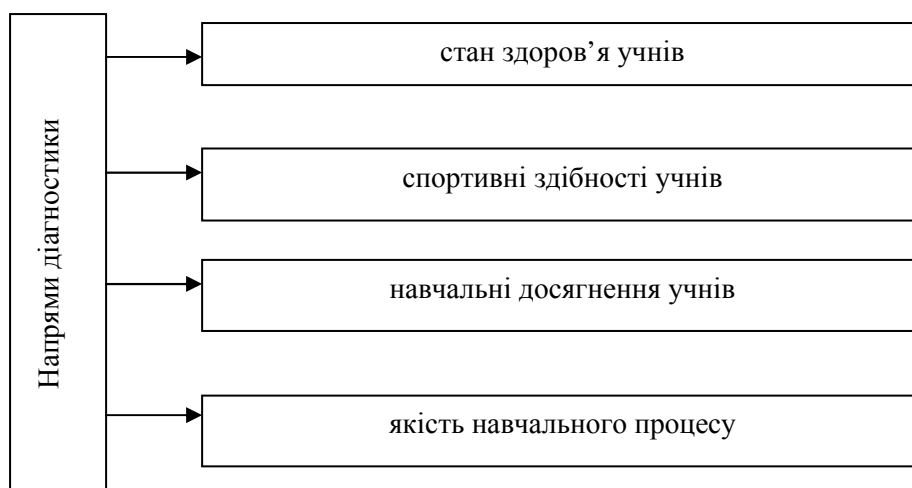 Напрями діагностики
стан здоров’я учнів
спортивні здібності учнів
навчальні досягнення учнів
якість навчального процесу